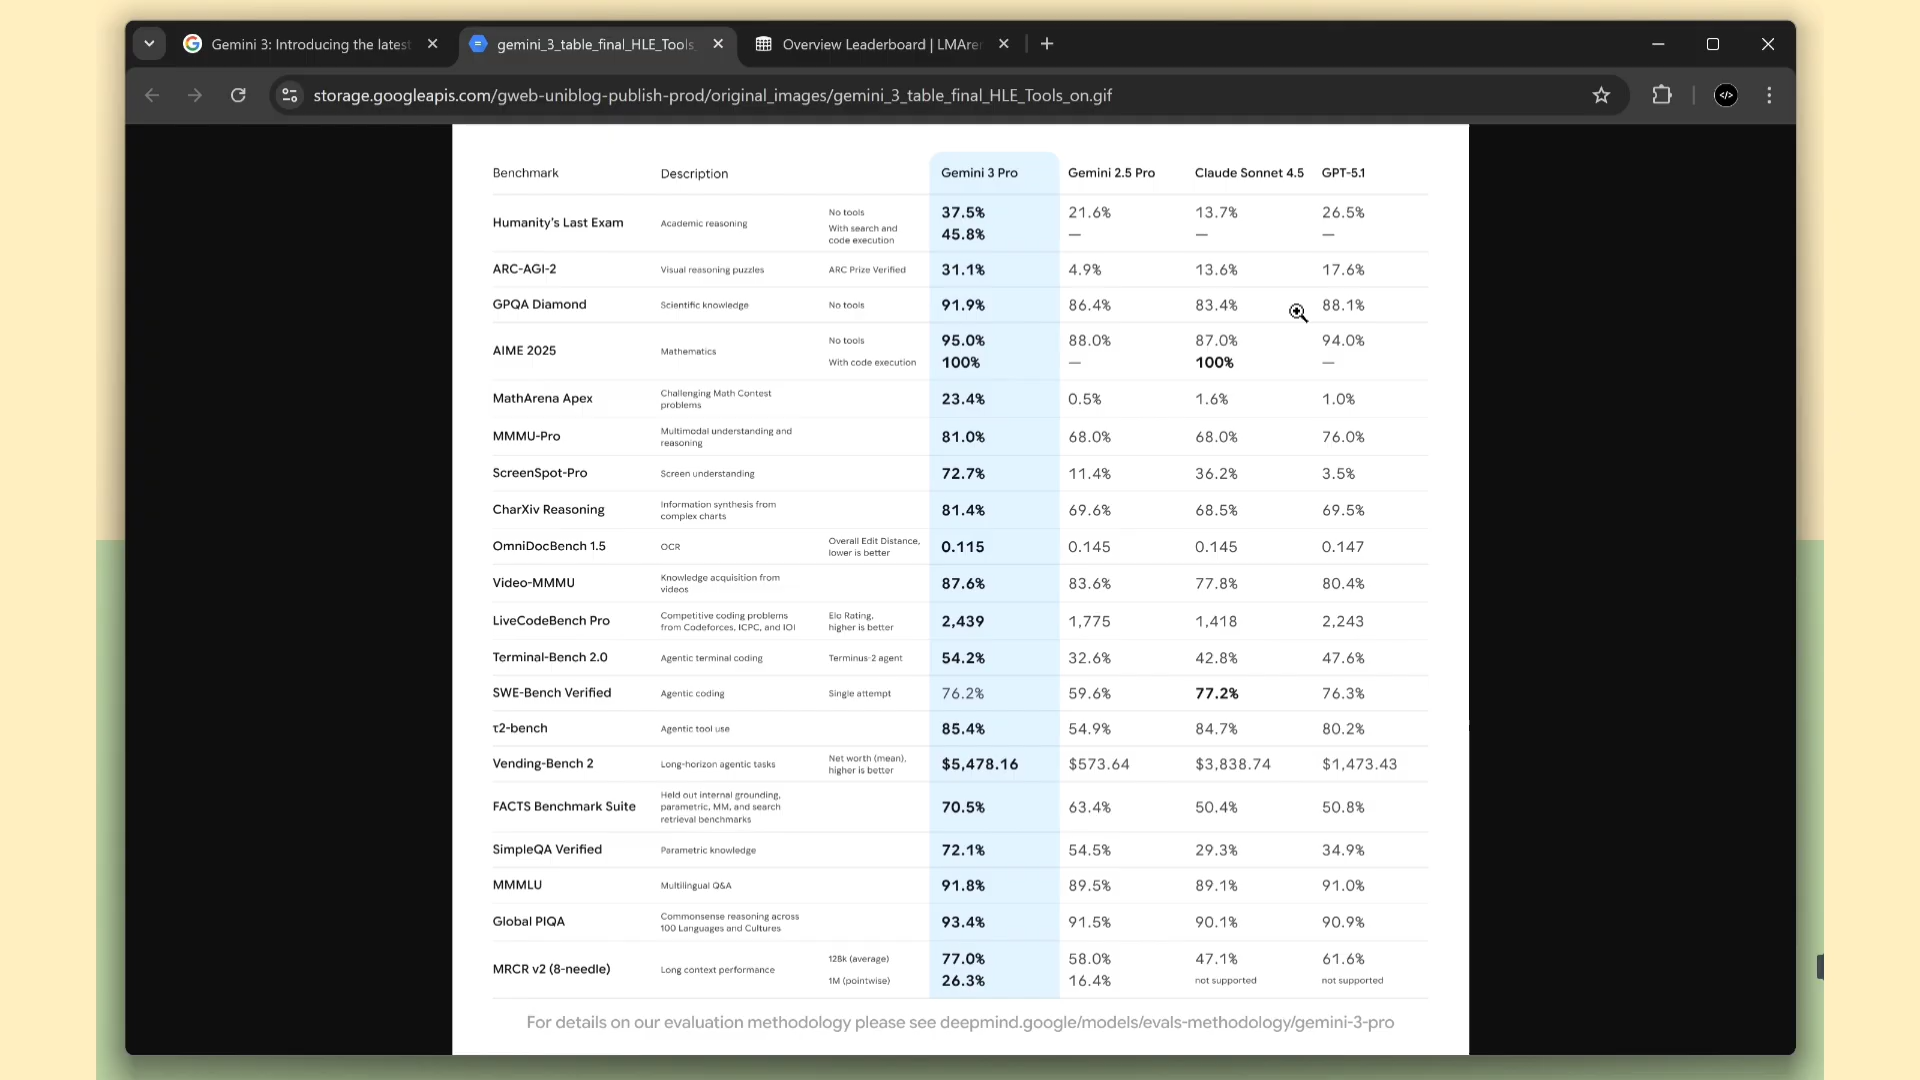 Gemini 3: Introducing the latest
gemini_3_table_final_HLE_Tools_
Overview Leaderboard | LMArer
storage.googleapis.com/gweb-uniblog-publish-prod/original_images/gemini_3_table_final_HLE_Tools_on.gif
Benchmark Description Gemini 3 Pro Gemini 2.5 Pro Claude Sonnet 4.5 GPT-5.1
Humanity's Last Exam Academic reasoning No tools 37.5% 21.6% 13.7% 26.5%
With search and
code execution 45.8% — — —
ARC-AGI-2 Visual reasoning puzzles ARC Prize Verified 31.1% 4.9% 13.6% 17.6%
GPQA Diamond Scientific knowledge No tools 91.9% 86.4% 83.4% 88.1%
AIME 2025 Mathematics No tools 95.0% 88.0% 87.0% 94.0%
With code execution 100% — 100% —
MathArena Apex Challenging Math Contest
problems 23.4% 0.5% 1.6% 1.0%
MMMU-Pro Multimodal understanding and
reasoning 81.0% 68.0% 68.0% 76.0%
ScreenSpot-Pro Screen understanding 72.7% 11.4% 36.2% 3.5%
CharXiv Reasoning Information synthesis from
complex charts 81.4% 69.6% 68.5% 69.5%
OmniDocBench 1.5 OCR Overall Edit Distance,
lower is better 0.115 0.145 0.145 0.147
Video-MMMU Knowledge acquisition from
videos 87.6% 83.6% 77.8% 80.4%
LiveCodeBench Pro Competitive coding problems
from Codeforces, ICPC, and IOI Elo Rating,
higher is better 2,439 1,775 1,418 2,243
Terminal-Bench 2.0 Agentic terminal coding Terminus-2 agent 54.2% 32.6% 42.8% 47.6%
SWE-Bench Verified Agentic coding Single attempt 76.2% 59.6% 77.2% 76.3%
τ2-bench Agentic tool use 85.4% 54.9% 84.7% 80.2%
Vending-Bench 2 Long-horizon agentic tasks Net worth (mean),
higher is better $5,478.16 $573.64 $3,838.74 $1,473.43
FACTS Benchmark Suite Held out internal grounding,
parametric, MM, and search
retrieval benchmarks 70.5% 63.4% 50.4% 50.8%
SimpleQA Verified Parametric knowledge 72.1% 54.5% 29.3% 34.9%
MMMLU Multilingual Q&A 91.8% 89.5% 89.1% 91.0%
Global PIQA Commonsense reasoning across
100 Languages and Cultures 93.4% 91.5% 90.1% 90.9%
MRCR v2 (8-needle) Long context performance 128k (average) 77.0% 58.0% 47.1% 61.6%
1M (pointwise) 26.3% 16.4% not supported not supported
For details on our evaluation methodology please see deepmind.google/models/evals-methodology/gemini-3-pro